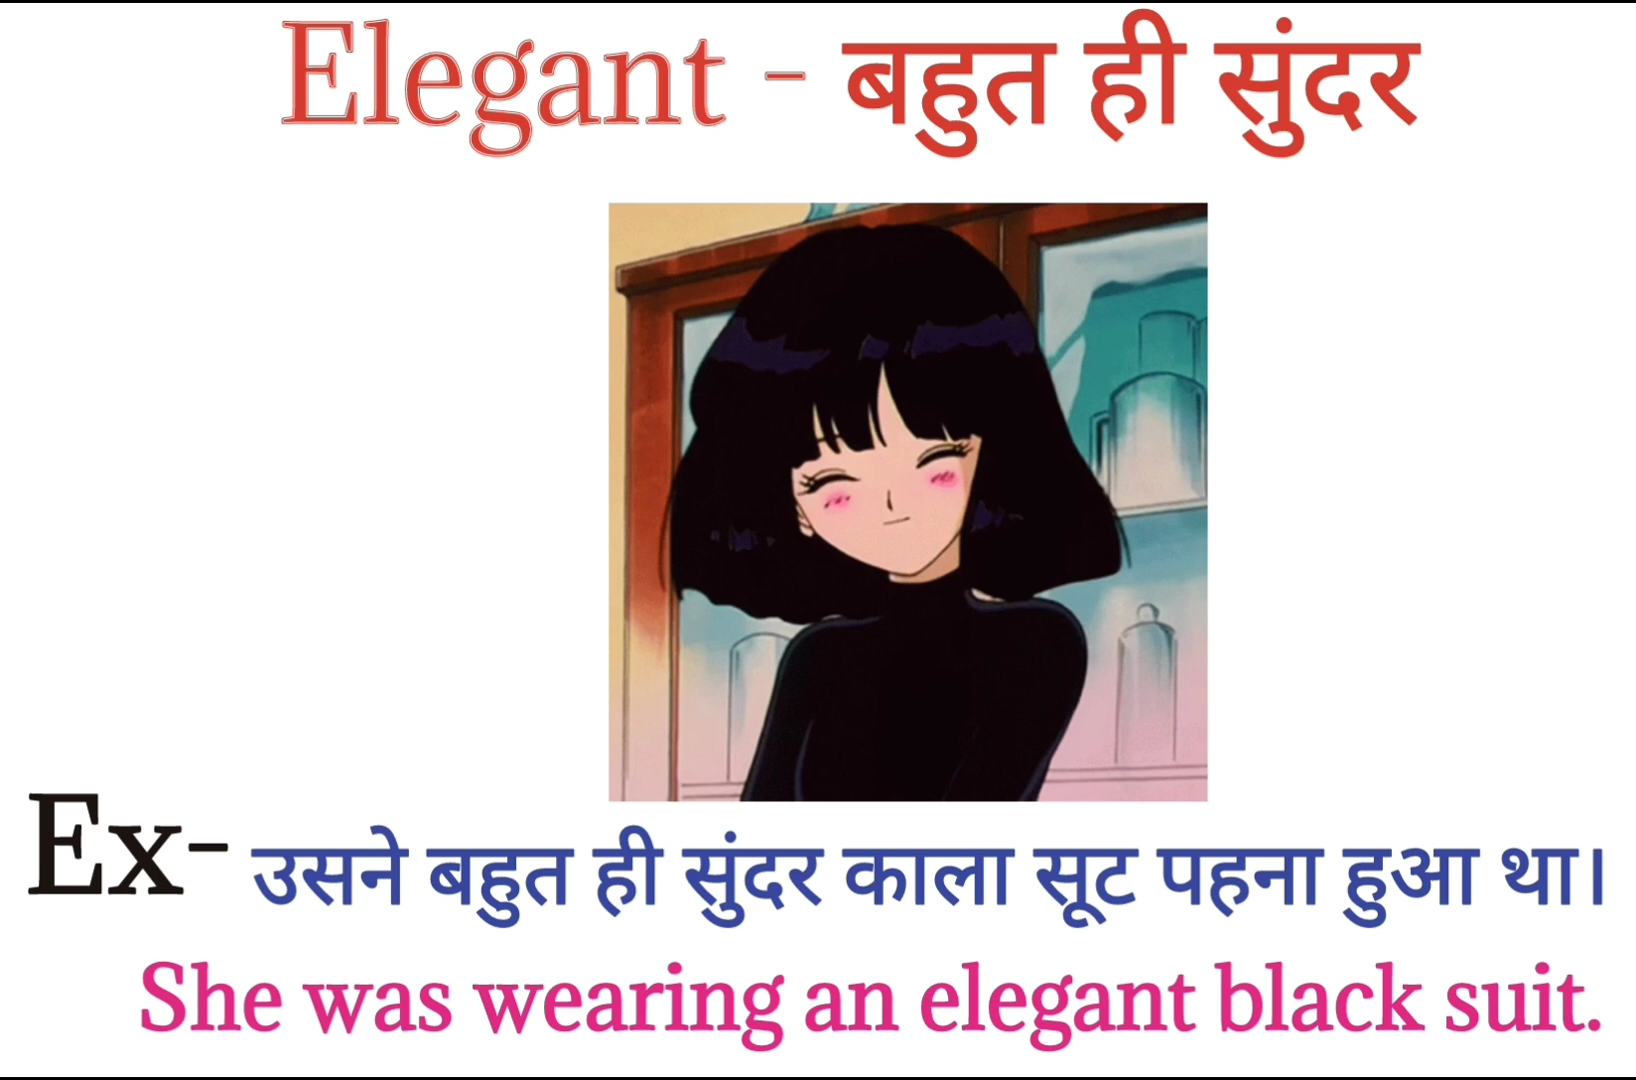 Elegant - बहुत ही सुंदर
Ex- उसने बहुत ही सुंदर काला सूट पहना हुआ था।
She was wearing an elegant black suit.